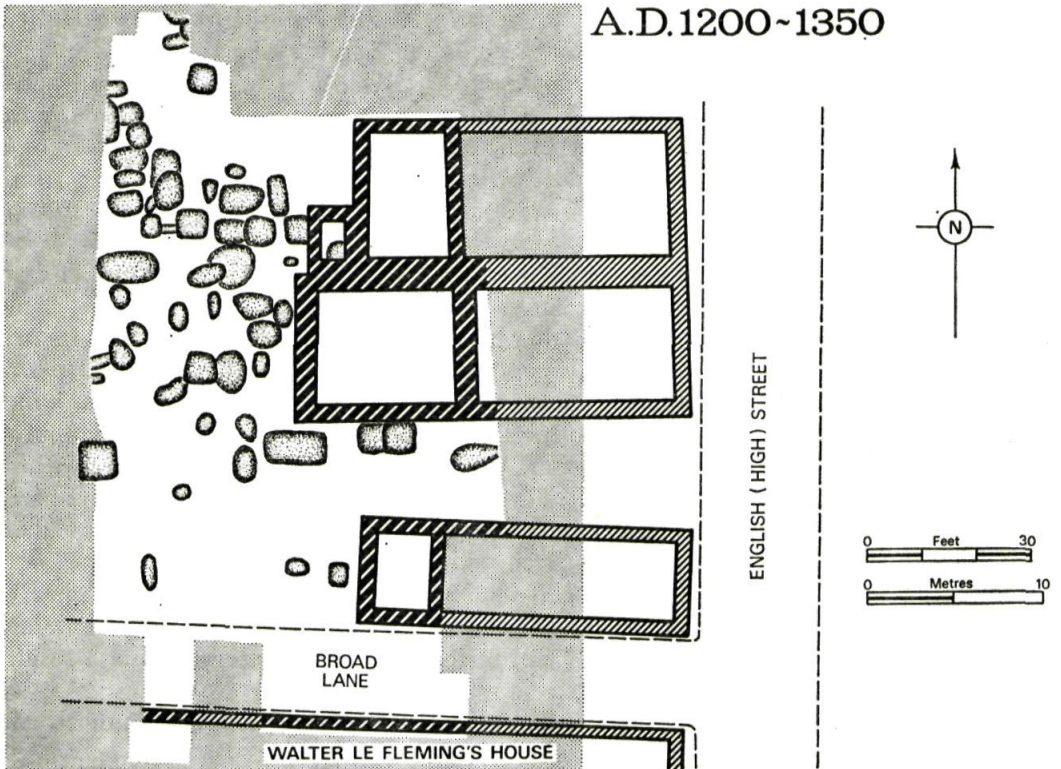 A.D.1200~1350
N
ENGLISH (HIGH) STREET
0 Feet 30
0 Metres 10
BROAD
LANE
WALTER LE FLEMING'S HOUSE